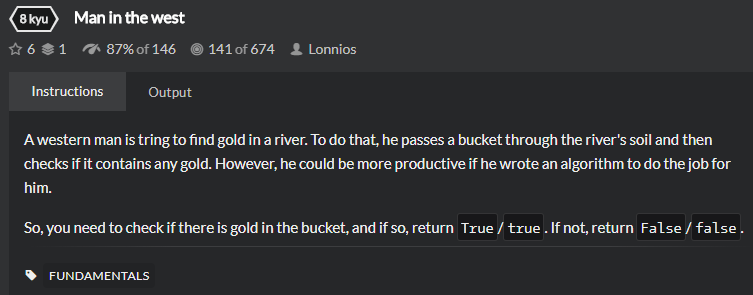 8 kyu Man in the west
6 1 87% of 146 141 of 674 Lonnios
Instructions Output
A western man is tring to find gold in a river. To do that, he passes a bucket through the river's soil and then
checks if it contains any gold. However, he could be more productive if he wrote an algorithm to do the job for
him.
So, you need to check if there is gold in the bucket, and if so, return True/true. If not, return False/false.
FUNDAMENTALS